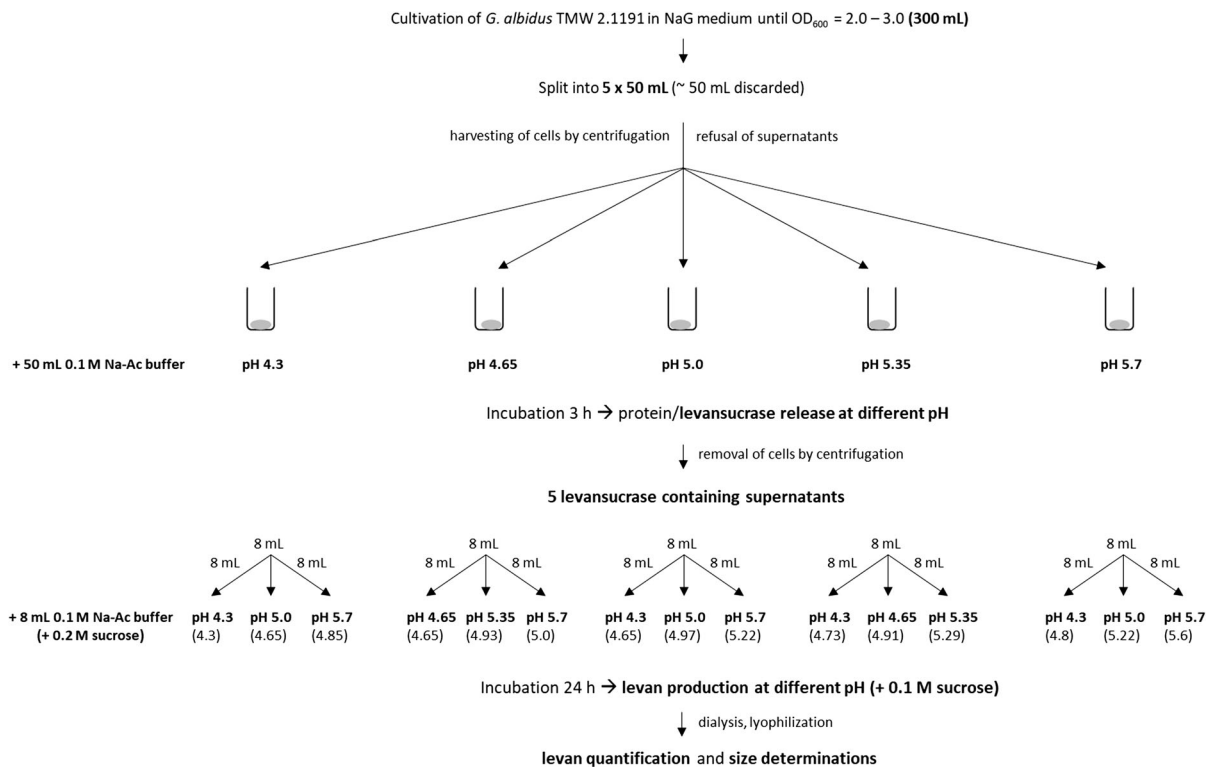 Cultivation of G. albidus TMW 2.1191 in NaG medium until OD600 = 2.0 – 3.0 (300 mL)
Split into 5 x 50 mL (~ 50 mL discarded)
harvesting of cells by centrifugation refusal of supernatants
+ 50 mL 0.1 M Na-Ac buffer pH 4.3 pH 4.65 pH 5.0 pH 5.35 pH 5.7
Incubation 3 h → protein/levansucrase release at different pH
removal of cells by centrifugation
5 levansucrase containing supernatants
8 mL 8 mL 8 mL 8 mL 8 mL
8 mL 8 mL 8 mL 8 mL 8 mL 8 mL 8 mL 8 mL 8 mL 8 mL
+ 8 mL 0.1 M Na-Ac buffer pH 4.3 pH 5.0 pH 5.7 pH 4.65 pH 5.35 pH 5.7 pH 4.3 pH 5.0 pH 5.7 pH 4.3 pH 4.65 pH 5.35 pH 4.3 pH 5.0 pH 5.7
(+ 0.2 M sucrose) (4.3) (4.65) (4.85) (4.65) (4.93) (5.0) (4.65) (4.97) (5.22) (4.73) (4.91) (5.29) (4.8) (5.22) (5.6)
Incubation 24 h → levan production at different pH (+ 0.1 M sucrose)
dialysis, lyophilization
levan quantification and size determinations